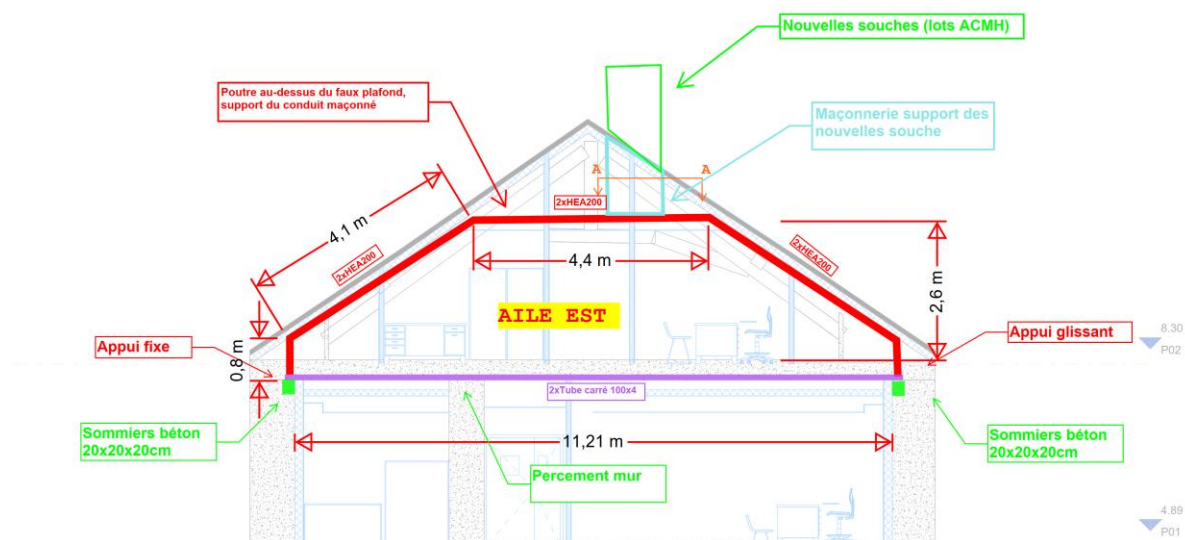 Nouvelles souches (lots ACMH)
Poutre au-dessus du faux plafond,
support du conduit maçonné
Maçonnerie support des
nouvelles souche
A
A
2xHEA200
4,1 m
2xHEA200
4,4 m
2xHEA200
2,6 m
AILE EST
Appui fixe
0,8 m
Appui glissant
8.30
P02
2xTube carré 100x4
Sommiers béton
20x20x20cm
11,21 m
Sommiers béton
20x20x20cm
Percement mur
4.89
P01